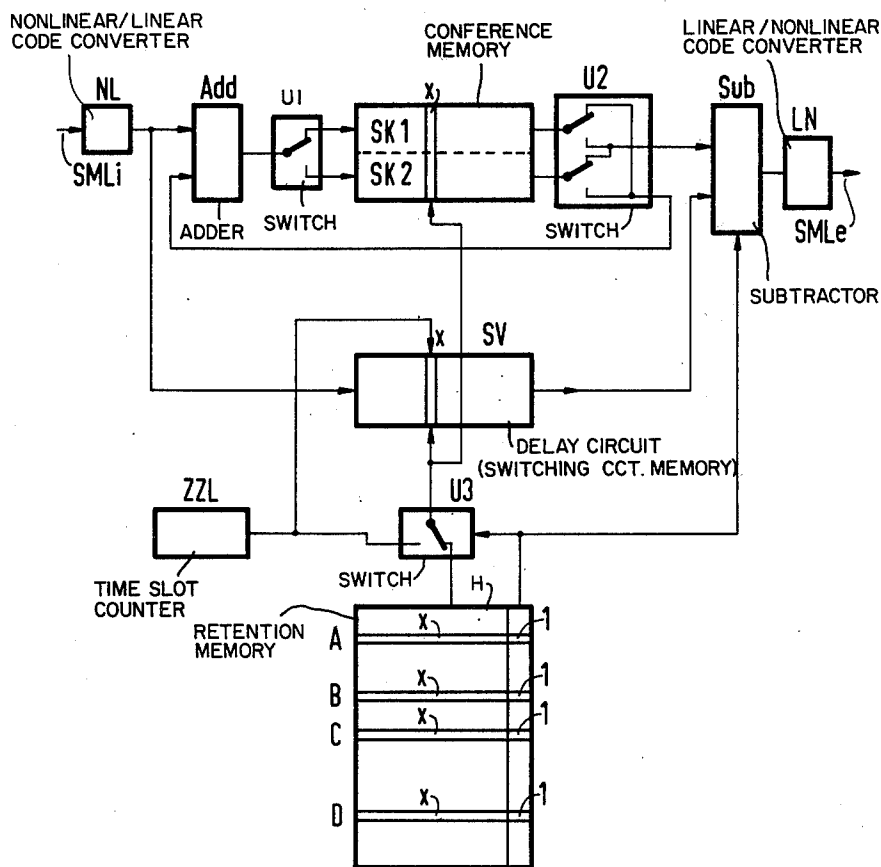 NONLINEAR/LINEAR
CODE CONVERTER
CONFERENCE
MEMORY
LINEAR/NONLINEAR
CODE CONVERTER
NL
Add
U1
x
U2
Sub
LN
SK1
SK2
SMLi
ADDER
SWITCH
SWITCH
SMLe
SUBTRACTOR
x
SV
DELAY CIRCUIT
(SWITCHING CCT. MEMORY)
ZZL
U3
TIME SLOT
COUNTER
SWITCH
H
RETENTION
MEMORY
A
x
1
B
x
1
C
x
1
D
x
1